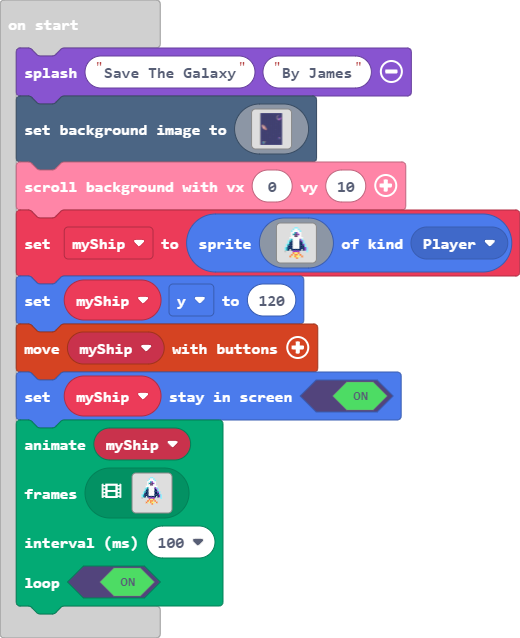 on start
splash "Save The Galaxy" "By James"
set background image to
scroll background with vx 0 vy 10
set myShip to sprite of kind Player
set myShip y to 120
move myShip with buttons
set myShip stay in screen ON
animate myShip
frames
interval (ms) 100
loop ON